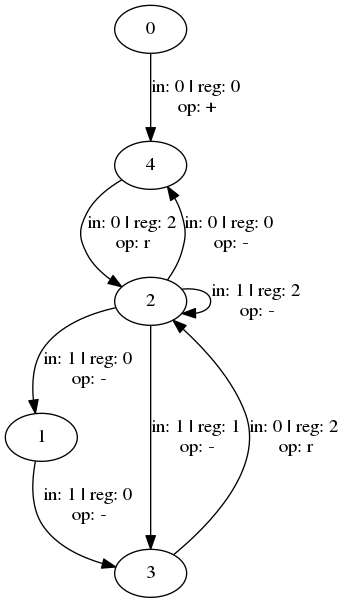 0
in: 0 | reg: 0
op: +
4
in: 0 | reg: 2
op: r
in: 0 | reg: 0
op: -
2
in: 1 | reg: 2
op: -
in: 1 | reg: 0
op: -
in: 1 | reg: 1
op: -
in: 0 | reg: 2
op: r
1
in: 1 | reg: 0
op: -
3